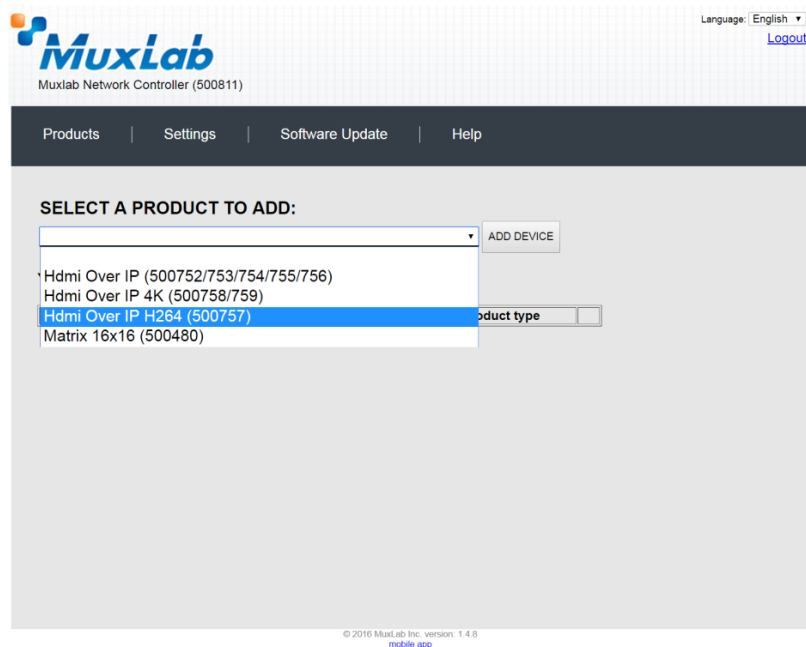 Language: English
Logout
MuxLab
Muxlab Network Controller (500811)
Products | Settings | Software Update | Help
SELECT A PRODUCT TO ADD:
ADD DEVICE
Hdmi Over IP (500752/753/754/755/756)
Hdmi Over IP 4K (500758/759)
Hdmi Over IP H264 (500757)
oduct type
Matrix 16x16 (500480)
© 2016 MuxLab Inc. version: 1.4.8
mobile app